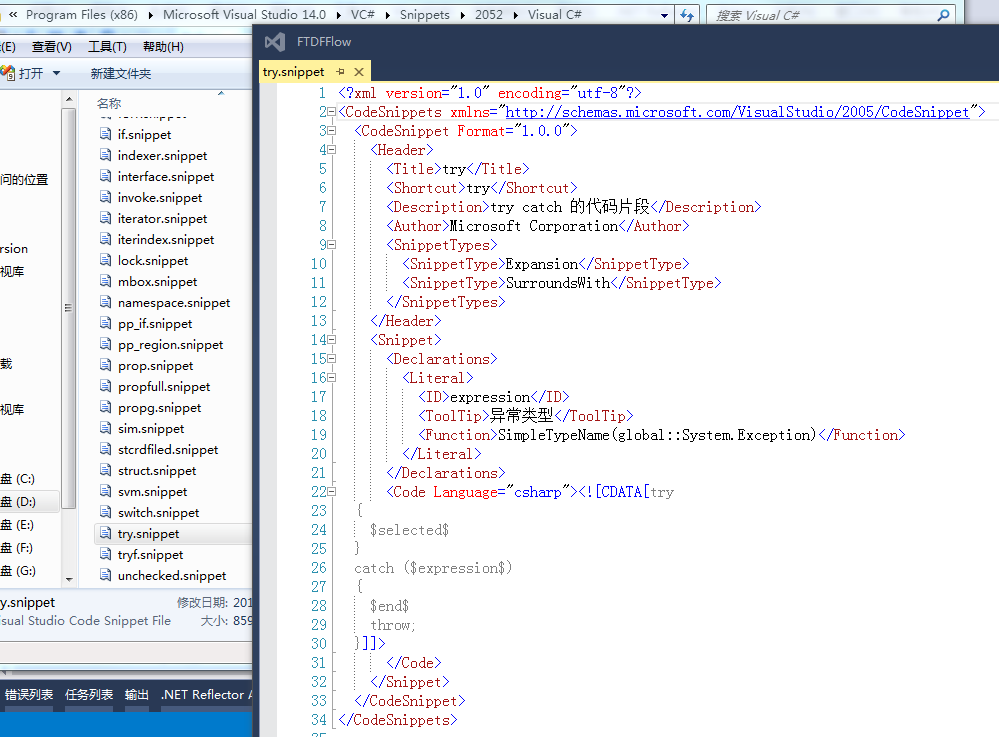 « Program Files (x86) ▸ Microsoft Visual Studio 14.0 ▸ VC# ▸ Snippets ▸ 2052 ▸ Visual C#
搜索 Visual C#
(E) 查看(V) 工具(T) 帮助(H)
打开 新建文件夹
名称
if.snippet
indexer.snippet
interface.snippet
invoke.snippet
iterator.snippet
iterindex.snippet
lock.snippet
mbox.snippet
namespace.snippet
pp_if.snippet
pp_region.snippet
prop.snippet
propfull.snippet
propg.snippet
sim.snippet
stcrdfiled.snippet
struct.snippet
svm.snippet
switch.snippet
try.snippet
tryf.snippet
unchecked.snippet
问的位置
rsion
视库
载
视库
盘 (C:)
盘 (D:)
盘 (E:)
盘 (F:)
盘 (G:)
y.snippet 修改日期: 201
isual Studio Code Snippet File 大小: 859
错误列表 任务列表 输出 .NET Reflector A
FTDFFlow
try.snippet
1 <?xml version="1.0" encoding="utf-8"?>
2 <CodeSnippets xmlns="http://schemas.microsoft.com/VisualStudio/2005/CodeSnippet">
3 <CodeSnippet Format="1.0.0">
4 <Header>
5 <Title>try</Title>
6 <Shortcut>try</Shortcut>
7 <Description>try catch 的代码片段</Description>
8 <Author>Microsoft Corporation</Author>
9 <SnippetTypes>
10 <SnippetType>Expansion</SnippetType>
11 <SnippetType>SurroundsWith</SnippetType>
12 </SnippetTypes>
13 </Header>
14 <Snippet>
15 <Declarations>
16 <Literal>
17 <ID>expression</ID>
18 <ToolTip>异常类型</ToolTip>
19 <Function>SimpleTypeName(global::System.Exception)</Function>
20 </Literal>
21 </Declarations>
22 <Code Language="csharp"><![CDATA[try
23 {
24 $selected$
25 }
26 catch ($expression$)
27 {
28 $end$
29 throw;
30 }]]>
31 </Code>
32 </Snippet>
33 </CodeSnippet>
34 </CodeSnippets>